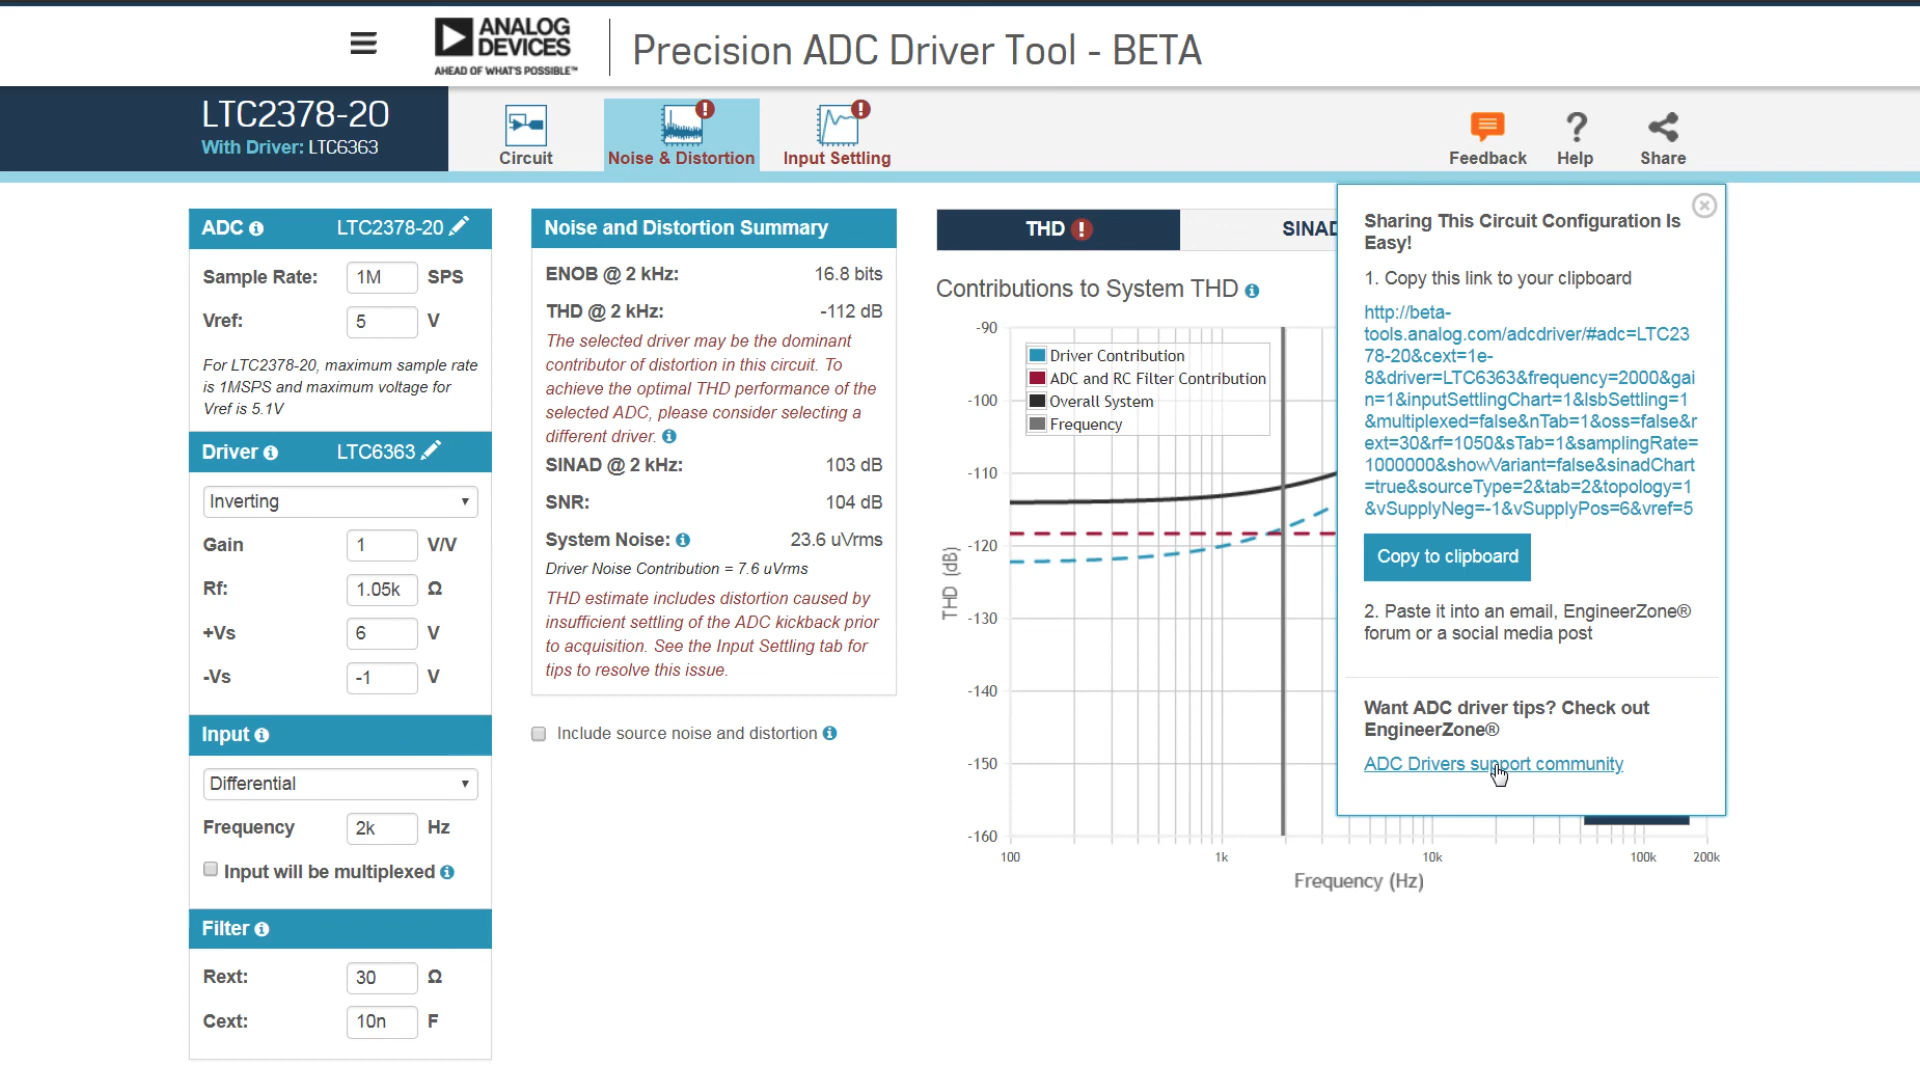 ANALOG
DEVICES
AHEAD OF WHAT'S POSSIBLE™
Precision ADC Driver Tool - BETA
LTC2378-20
With Driver: LTC6363
Circuit
Noise & Distortion
Input Settling
Feedback
Help
Share
ADC
LTC2378-20
Sample Rate: 1M SPS
Vref: 5 V
For LTC2378-20, maximum sample rate
is 1MSPS and maximum voltage for
Vref is 5.1V
Driver
LTC6363
Inverting
Gain 1 V/V
Rf: 1.05k Ω
+Vs 6 V
-Vs -1 V
Input
Differential
Frequency 2k Hz
Input will be multiplexed
Filter
Rext: 30 Ω
Cext: 10n F
Noise and Distortion Summary
ENOB @ 2 kHz: 16.8 bits
THD @ 2 kHz: -112 dB
The selected driver may be the dominant
contributor of distortion in this circuit. To
achieve the optimal THD performance of the
selected ADC, please consider selecting a
different driver.
SINAD @ 2 kHz: 103 dB
SNR: 104 dB
System Noise: 23.6 uVrms
Driver Noise Contribution = 7.6 uVrms
THD estimate includes distortion caused by
insufficient settling of the ADC kickback prior
to acquisition. See the Input Settling tab for
tips to resolve this issue.
Include source noise and distortion
THD
SINAD
Contributions to System THD
Driver Contribution
ADC and RC Filter Contribution
Overall System
Frequency
THD (dB)
-90
-100
-110
-120
-130
-140
-150
-160
100
1k
10k
100k
200k
Frequency (Hz)
Sharing This Circuit Configuration Is
Easy!
1. Copy this link to your clipboard
http://beta-
tools.analog.com/adcdriver/#adc=LTC23
78-20&cext=1e-
8&driver=LTC6363&frequency=2000&gai
n=1&inputSettlingChart=1&lsbSettling=1
&multiplexed=false&nTab=1&oss=false&r
ext=30&rf=1050&sTab=1&samplingRate=
1000000&showVariant=false&sinadChart
=true&sourceType=2&tab=2&topology=1
&vSupplyNeg=-1&vSupplyPos=6&vref=5
Copy to clipboard
2. Paste it into an email, EngineerZone®
forum or a social media post
Want ADC driver tips? Check out
EngineerZone®
ADC Drivers support community